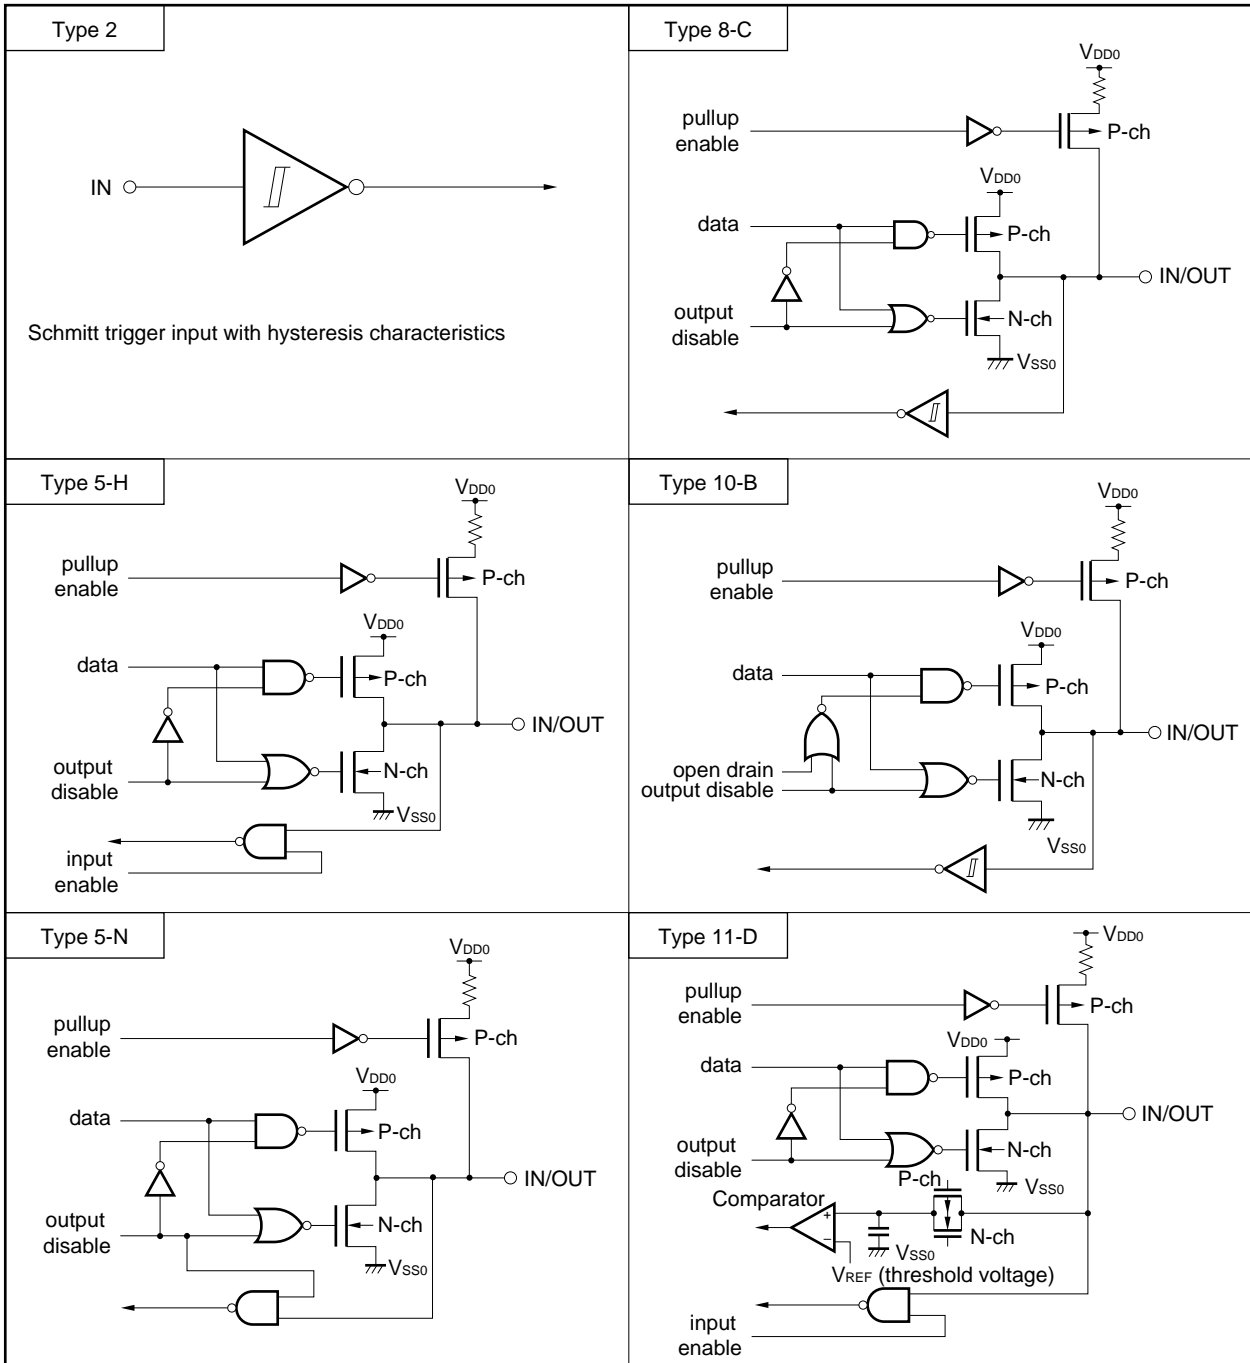 Type 2
IN
Schmitt trigger input with hysteresis characteristics
Type 8-C
VDD0
pullup
enable
P-ch
VDD0
data
P-ch
IN/OUT
output
disable
N-ch
VSS0
Type 5-H
VDD0
pullup
enable
P-ch
VDD0
data
P-ch
IN/OUT
output
disable
N-ch
VSS0
input
enable
Type 10-B
VDD0
pullup
enable
P-ch
VDD0
data
P-ch
IN/OUT
open drain
output disable
N-ch
VSS0
Type 5-N
VDD0
pullup
enable
P-ch
VDD0
data
P-ch
IN/OUT
output
disable
N-ch
VSS0
Type 11-D
VDD0
pullup
enable
P-ch
VDD0
data
P-ch
IN/OUT
output
disable
N-ch
P-ch
VSS0
Comparator
+
−
N-ch
VSS0
VREF (threshold voltage)
input
enable